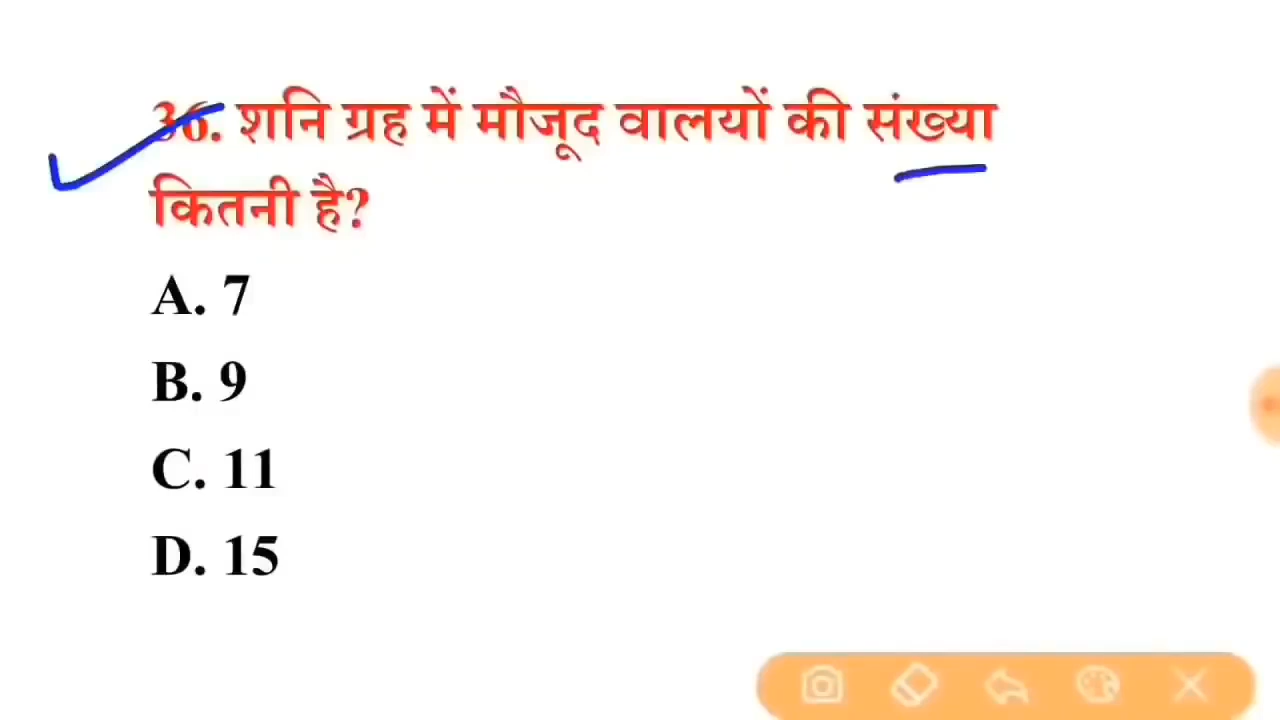 36. शनि ग्रह में मौजूद वालयों की संख्या
कितनी है?
A. 7
B. 9
C. 11
D. 15